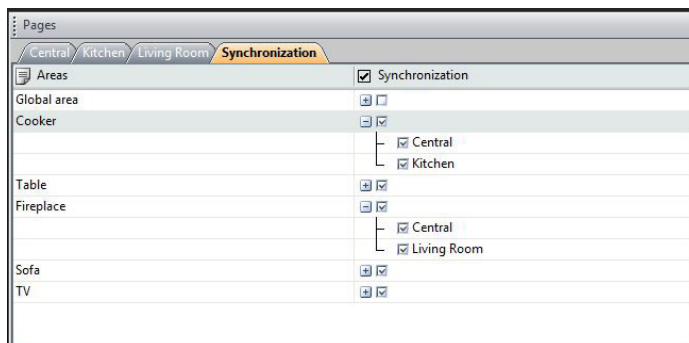 Pages
Central Kitchen Living Room Synchronization
Areas Synchronization
Global area
Cooker
Central
Kitchen
Table
Fireplace
Central
Living Room
Sofa
TV